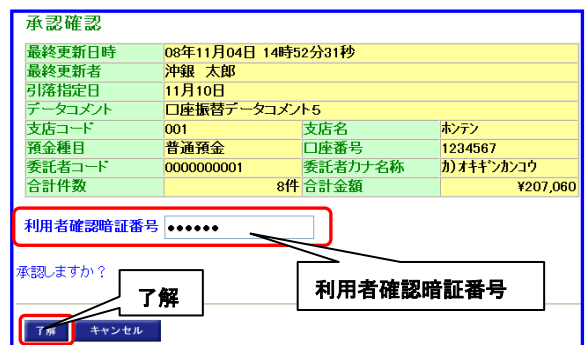 承認確認
最終更新日時 08年11月04日 14時52分31秒
最終更新者 沖銀 太郎
引落指定日 11月10日
データコメント 口座振替データコメント5
支店コード 001 支店名 ホンテン
預金種目 普通預金 口座番号 1234567
委託者コード 0000000001 委託者カナ名称 カ)オキギンカンコウ
合計件数 8件 合計金額 ¥207,060
利用者確認暗証番号 ●●●●●●
承認しますか?
了解
利用者確認暗証番号
了解 キャンセル